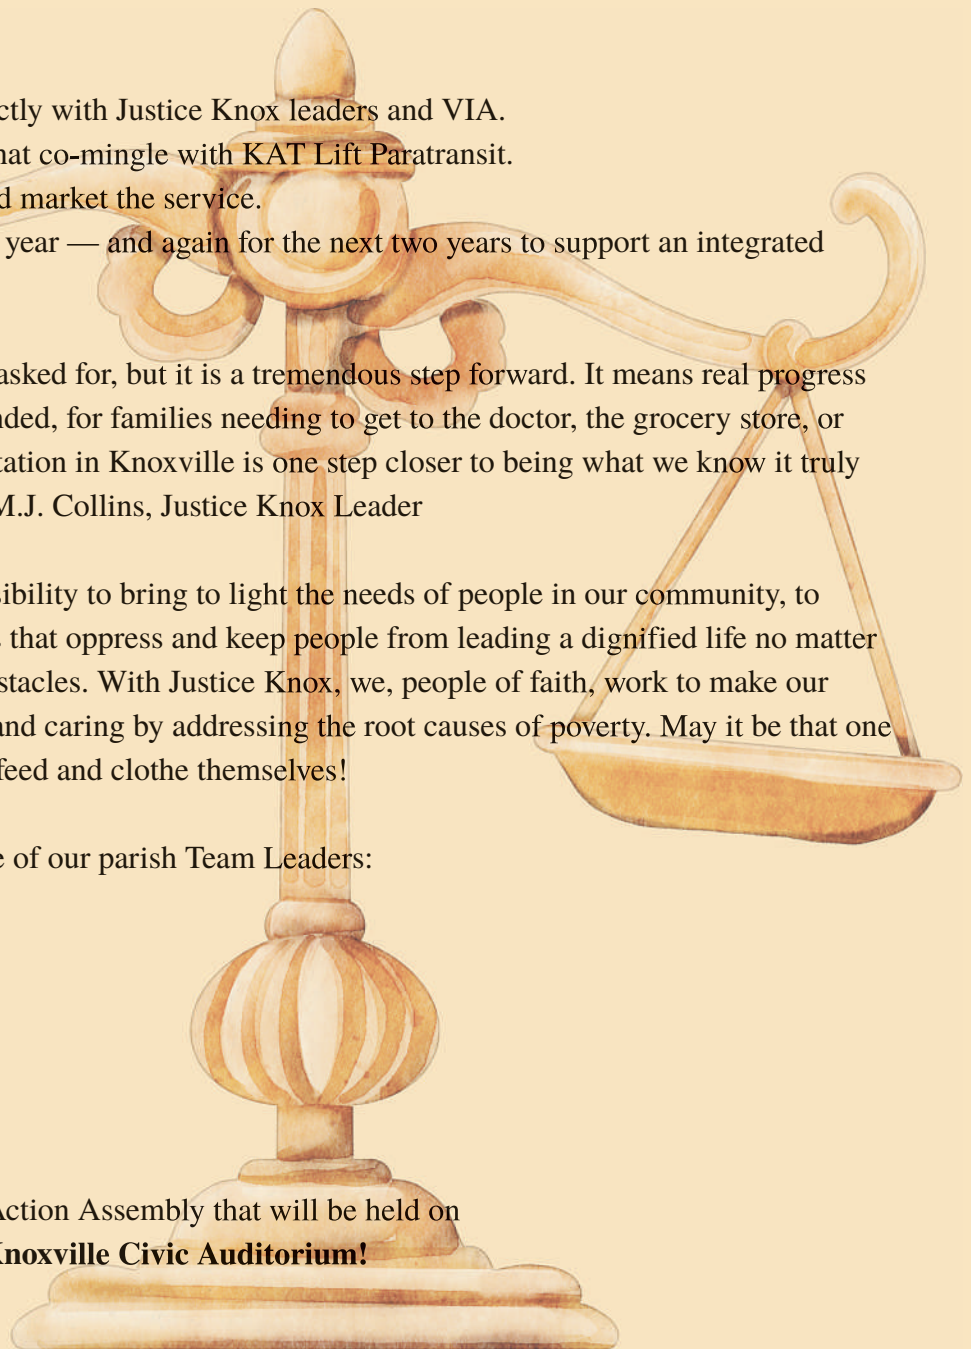 ctly with Justice Knox leaders and VIA.
hat co-mingle with KAT Lift Paratransit.
d market the service.
year — and again for the next two years to support an integrated
asked for, but it is a tremendous step forward. It means real progress
nded, for families needing to get to the doctor, the grocery store, or
tation in Knoxville is one step closer to being what we know it truly
M.J. Collins, Justice Knox Leader
sibility to bring to light the needs of people in our community, to
s that oppress and keep people from leading a dignified life no matter
stacles. With Justice Knox, we, people of faith, work to make our
and caring by addressing the root causes of poverty. May it be that one
feed and clothe themselves!
e of our parish Team Leaders:
Action Assembly that will be held on
Knoxville Civic Auditorium!